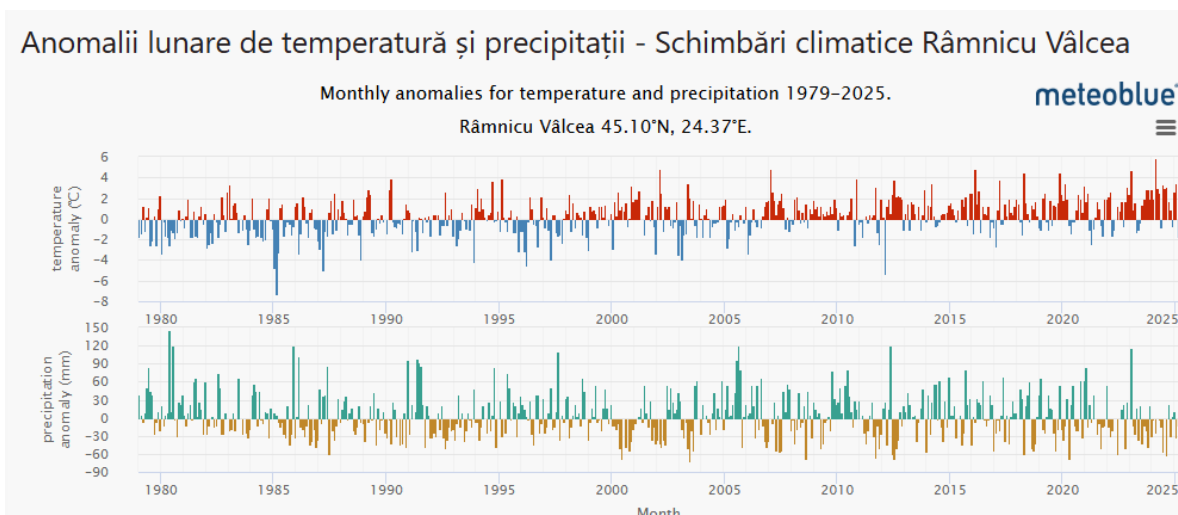 Anomalii lunare de temperatură și precipitații - Schimbări climatice Râmnicu Vâlcea
Monthly anomalies for temperature and precipitation 1979-2025.
meteoblue
Râmnicu Vâlcea 45.10°N, 24.37°E.
temperature
anomaly (°C)
6
4
2
0
−2
−4
−6
−8
1980 1985 1990 1995 2000 2005 2010 2015 2020 2025
precipitation
anomaly (mm)
150
120
90
60
30
0
−30
−60
−90
1980 1985 1990 1995 2000 2005 2010 2015 2020 2025
Month